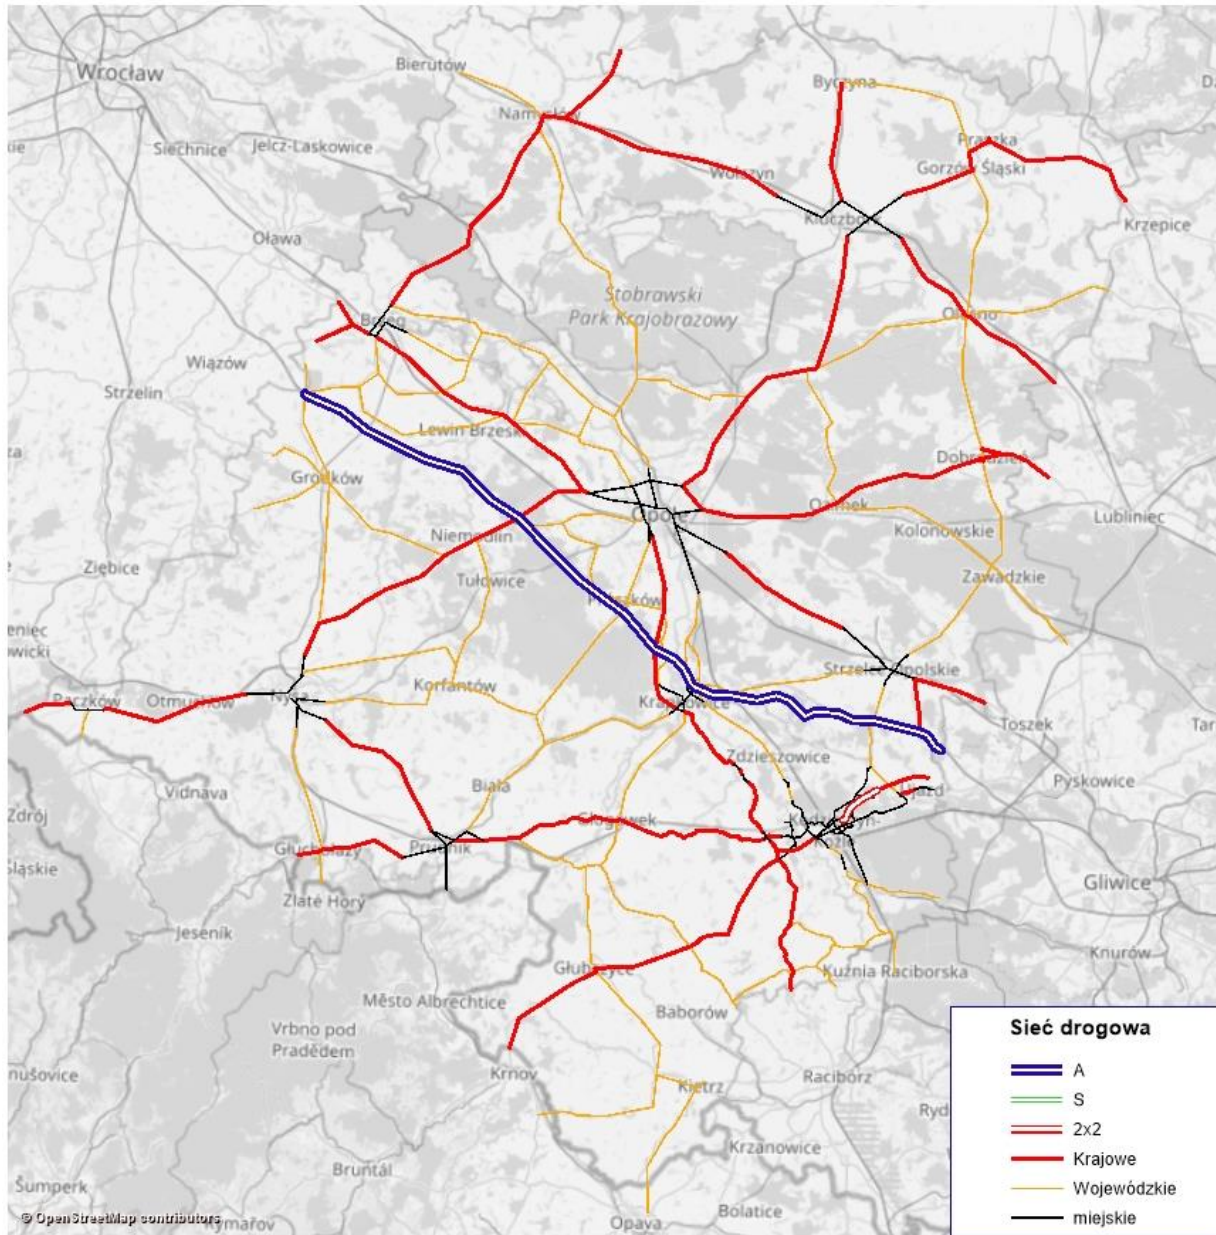 Bierutów
Wrocław
Byczyna
Namysłów
Siechnice
Jelcz-Laskowice
Praszka
Gorzów Śląski
Wołczyn
Kluczbork
Krzepice
Oława
Stobrawski
Park Krajobrazowy
Olesno
Brzeg
Wiązów
Strzelin
Lewin Brzeski
Dobrodzień
Grodków
Ozimek
Opole
Lubliniec
Kolonowskie
Niemodlin
Ziębice
Tułowice
Zawadzkie
Prószków
Strzelce Opolskie
Paczków
Otmuchów
Nysa
Korfantów
Krapkowice
Toszek
Zdzieszowice
Pyskowice
Vidnava
Biała
Ujazd
Głogówek
Kędzierzyn-
Koźle
Głuchołazy
Prudnik
Gliwice
Zlaté Hory
Jeseník
Knurów
Głubczyce
Kuźnia Raciborska
Město Albrechtice
Baborów
Vrbno pod
Pradědem
Krnov
Kietrz
Racibórz
Krzanowice
Bruntál
Šumperk
Bolatice
Opava
© OpenStreetMap contributors
Sieć drogowa
A
S
2x2
Krajowe
Wojewódzkie
miejskie